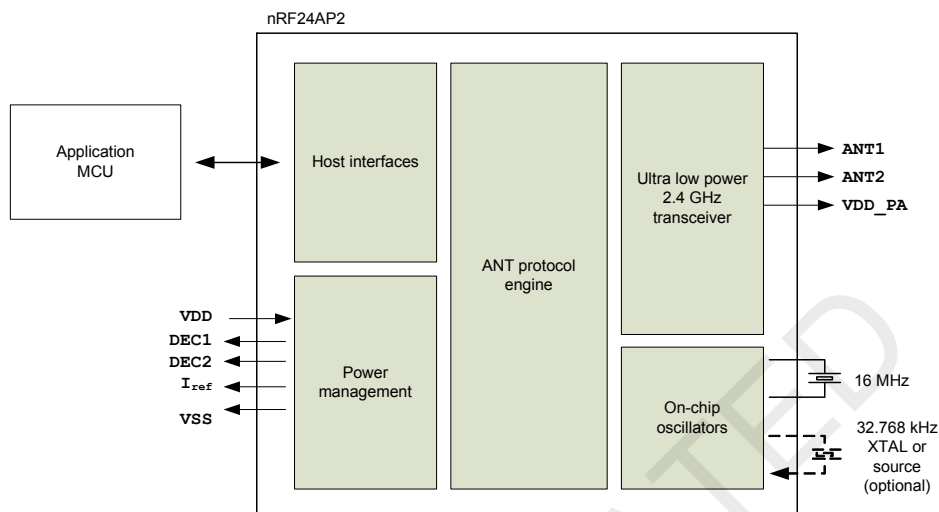 nRF24AP2
Application
MCU
Host interfaces
ANT protocol
engine
Ultra low power
2.4 GHz
transceiver
ANT1
ANT2
VDD_PA
VDD
DEC1
DEC2
Iref
VSS
Power
management
On-chip
oscillators
16 MHz
32.768 kHz
XTAL or
source
(optional)